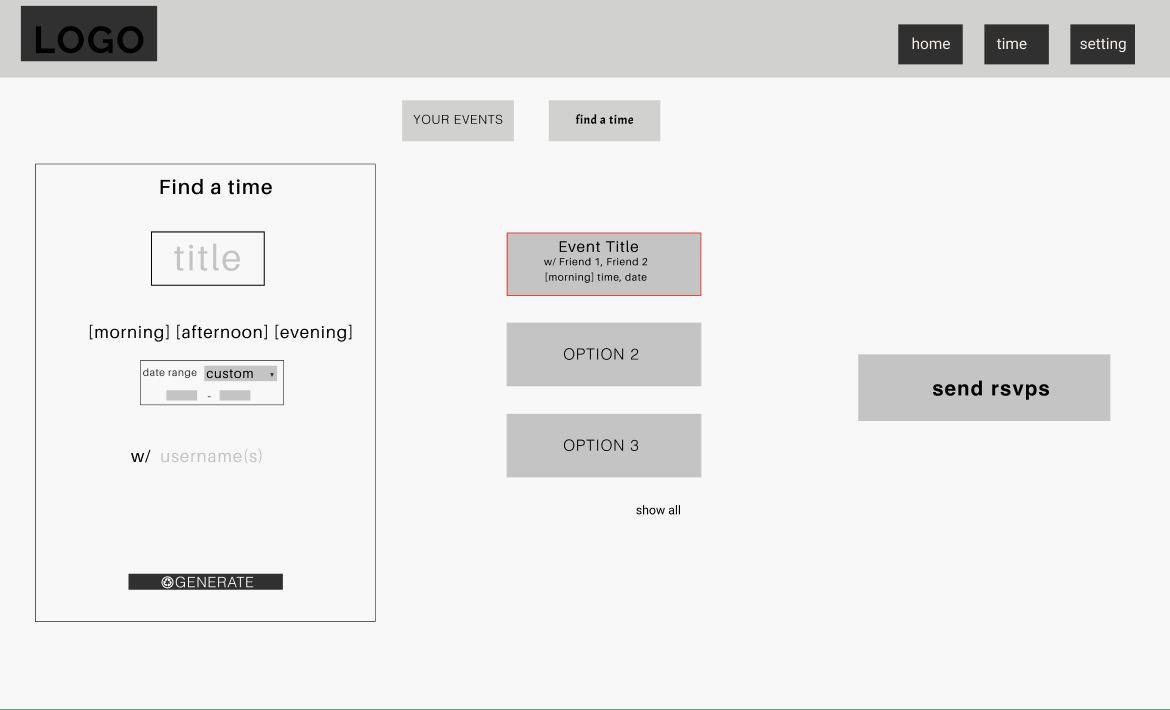 LOGO
home
time
setting
YOUR EVENTS
find a time
Find a time
title
[morning] [afternoon] [evening]
date range custom
-
w/ username(s)
GENERATE
Event Title
w/ Friend 1, Friend 2
[morning] time, date
OPTION 2
OPTION 3
show all
send rsvps